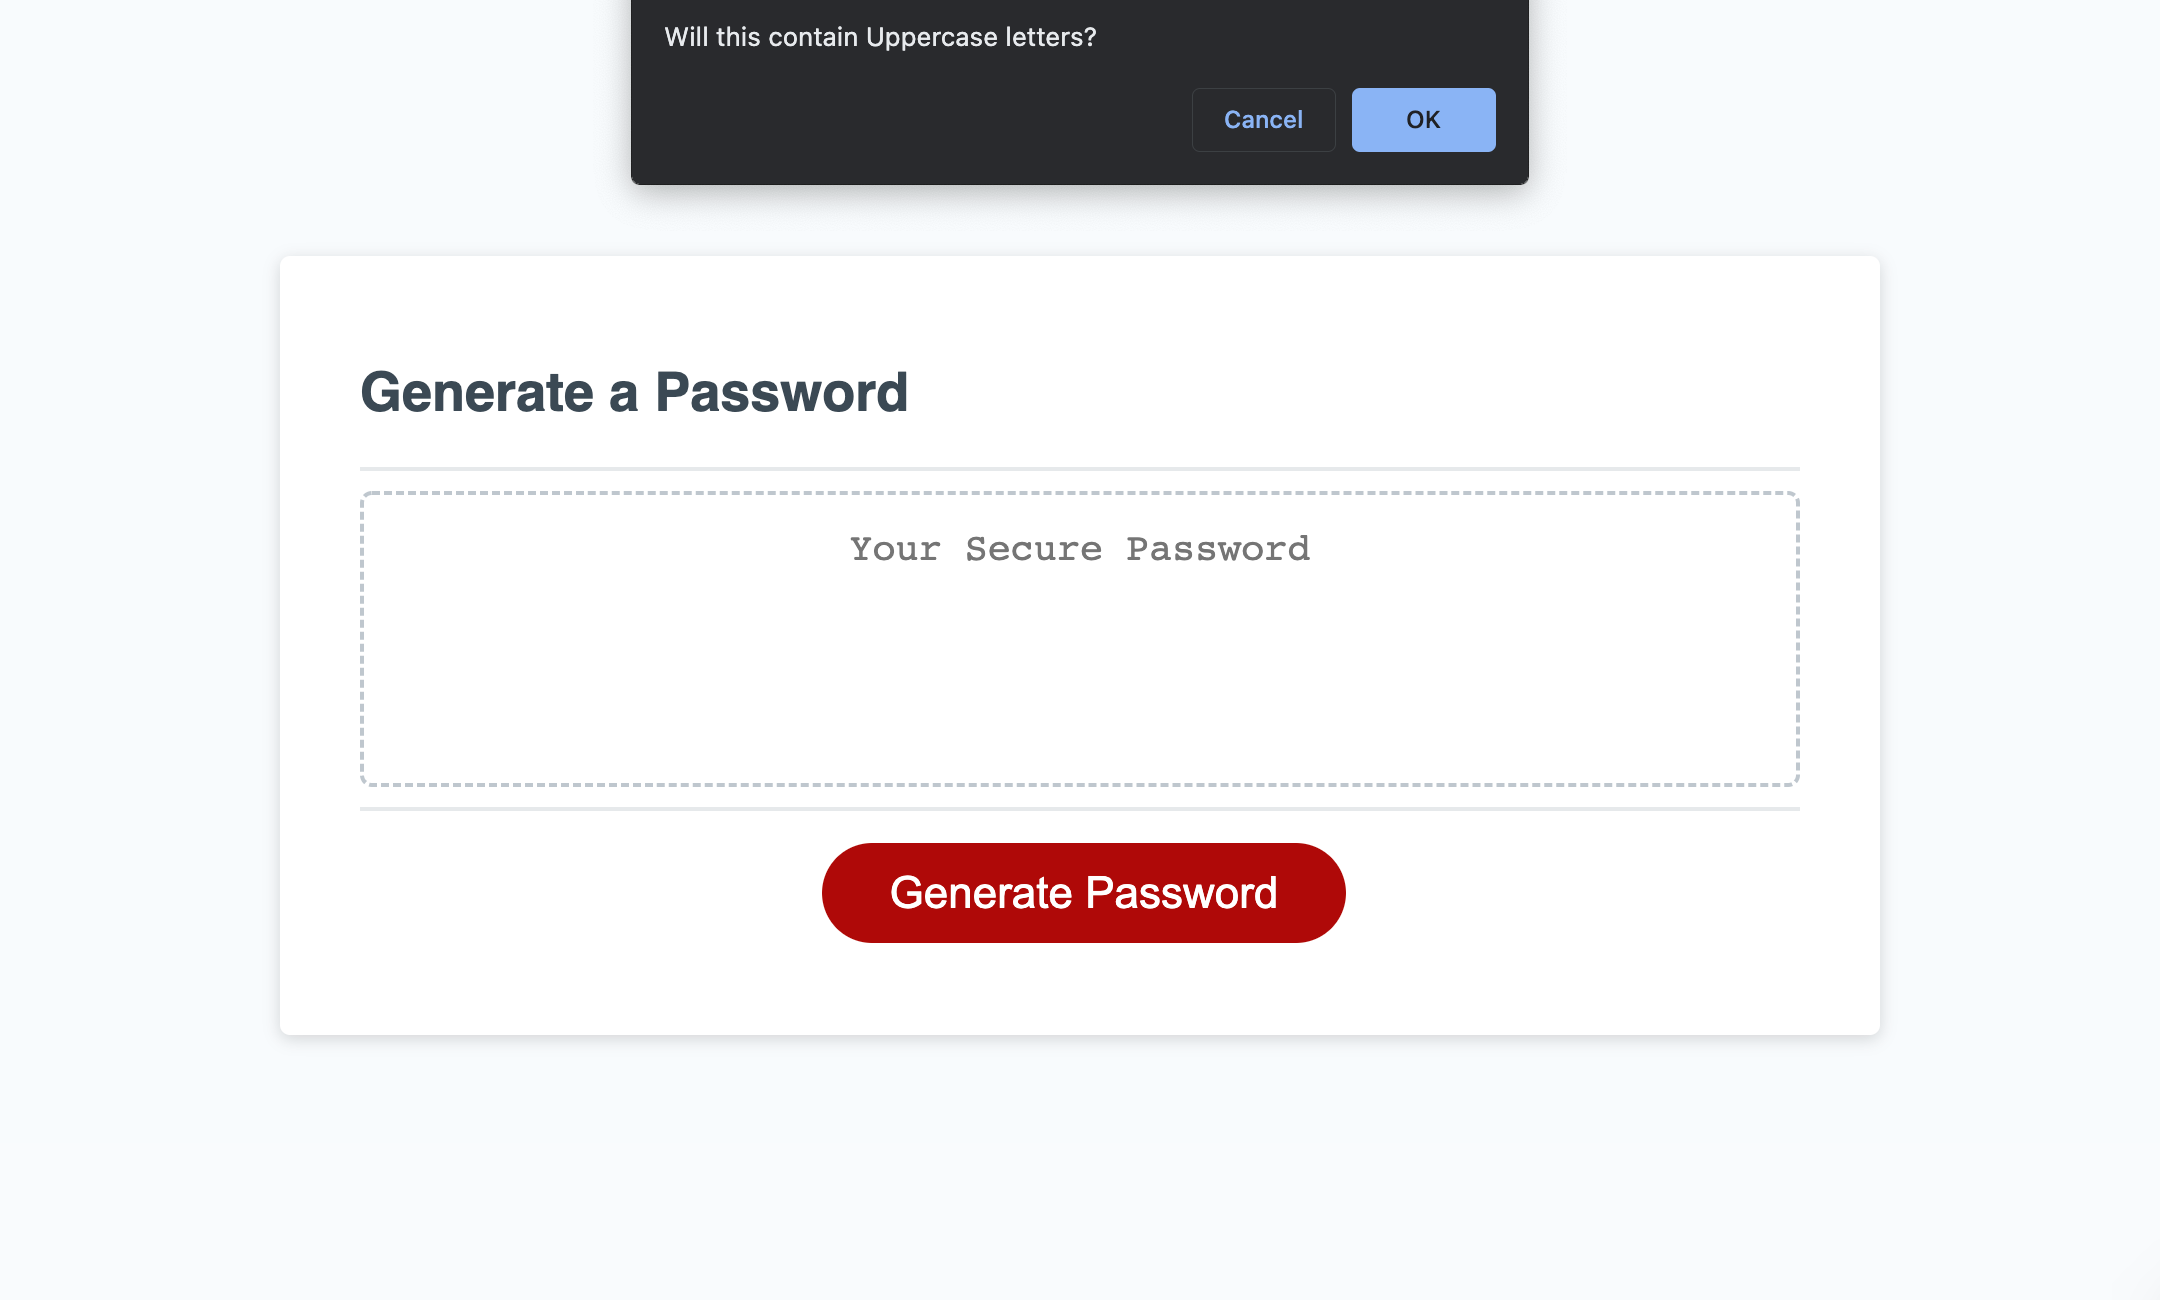 Will this contain Uppercase letters?
Cancel OK
Generate a Password
Your Secure Password
Generate Password